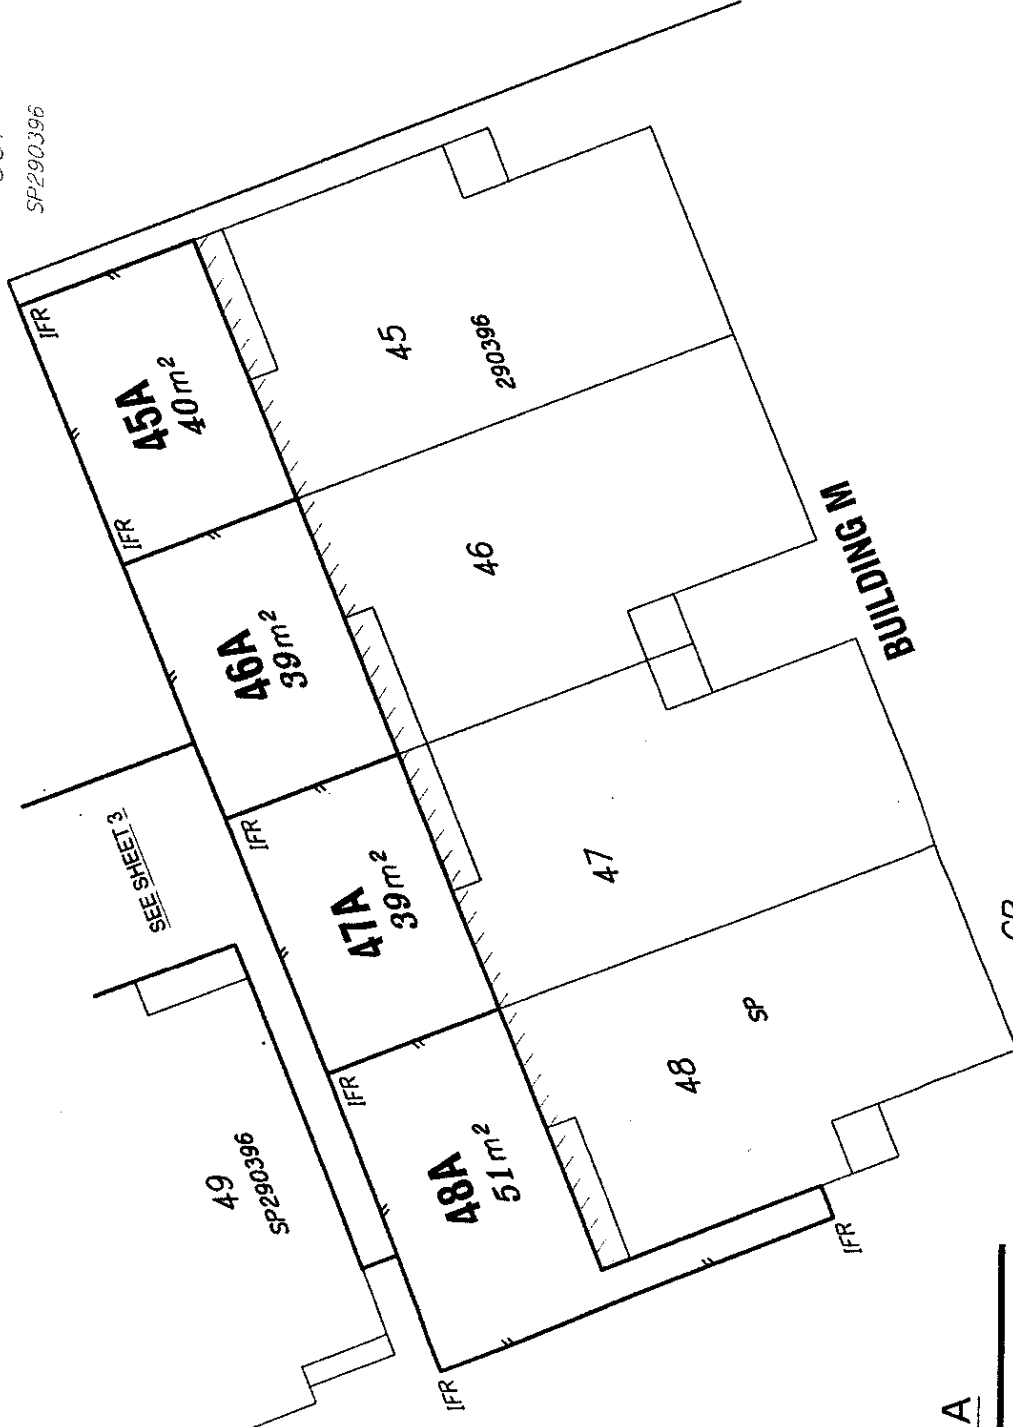 SP290396
IFR
45A
40m²
IFR
45
290396
46A
39m²
46
BUILDING M
SEE SHEET 3
IFR
47A
39m²
47
IFR
48A
51m²
48
SP
49
SP290396
IFR
IFR
A